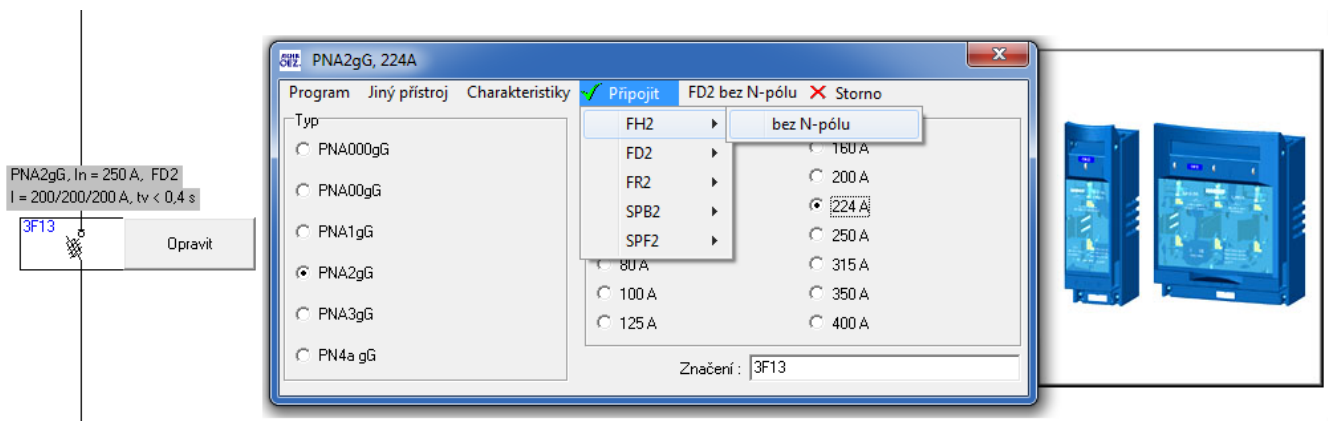 PNA2gG, In = 250 A, FD2
I = 200/200/200 A, tv < 0,4 s
3F13
Opravit
PNA2gG, 224A
Program Jiný přístroj Charakteristiky Připojit FD2 bez N-pólu Storno
Typ
PNA000gG
PNA00gG
PNA1gG
PNA2gG
PNA3gG
PN4a gG
FH2
FD2
FR2
SPB2
SPF2
bez N-pólu
80 A
100 A
125 A
160 A
200 A
224 A
250 A
315 A
350 A
400 A
Značení : 3F13